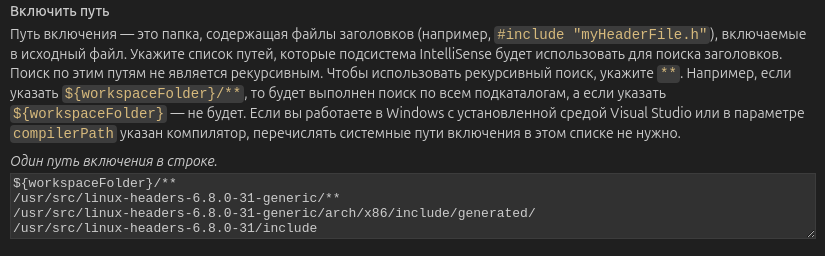 Включить путь
Путь включения — это папка, содержащая файлы заголовков (например, #include "myHeaderFile.h"), включаемые
в исходный файл. Укажите список путей, которые подсистема IntelliSense будет использовать для поиска заголовков.
Поиск по этим путям не является рекурсивным. Чтобы использовать рекурсивный поиск, укажите **. Например, если
указать ${workspaceFolder}/**, то будет выполнен поиск по всем подкаталогам, а если указать
${workspaceFolder} — не будет. Если вы работаете в Windows с установленной средой Visual Studio или в параметре
compilerPath указан компилятор, перечислять системные пути включения в этом списке не нужно.
Один путь включения в строке.
${workspaceFolder}/**
/usr/src/linux-headers-6.8.0-31-generic/**
/usr/src/linux-headers-6.8.0-31-generic/arch/x86/include/generated/
/usr/src/linux-headers-6.8.0-31/include